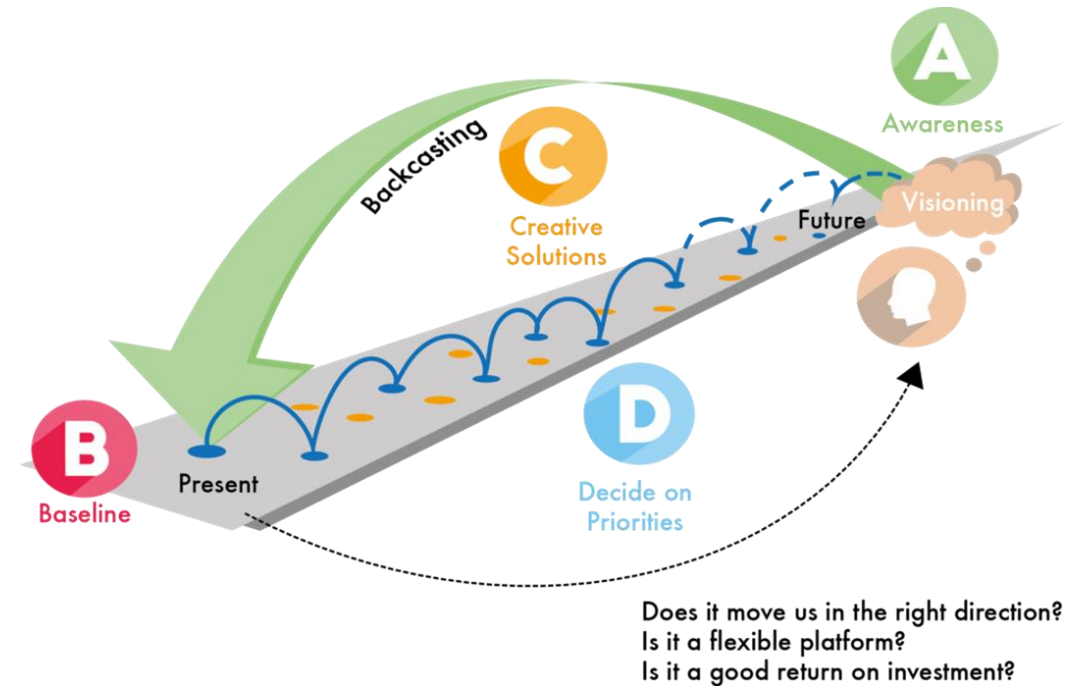 A
Awareness
Backcasting
C
Creative
Solutions
Visioning
Future
B
Baseline
Present
D
Decide on
Priorities
Does it move us in the right direction?
Is it a flexible platform?
Is it a good return on investment?